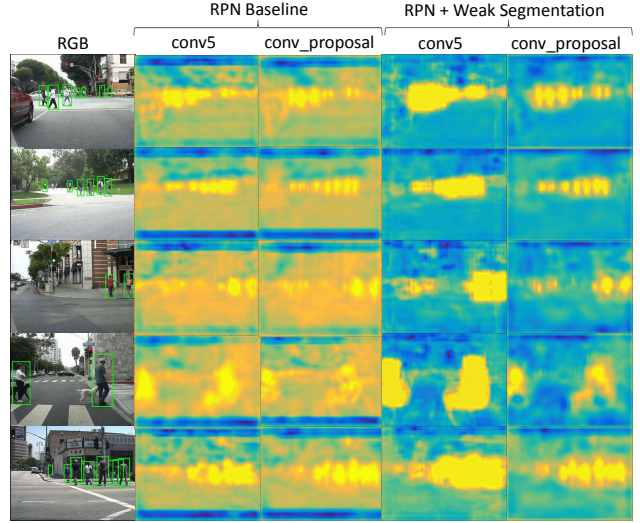 RPN Baseline RPN + Weak Segmentation
RGB conv5 conv_proposal conv5 conv_proposal